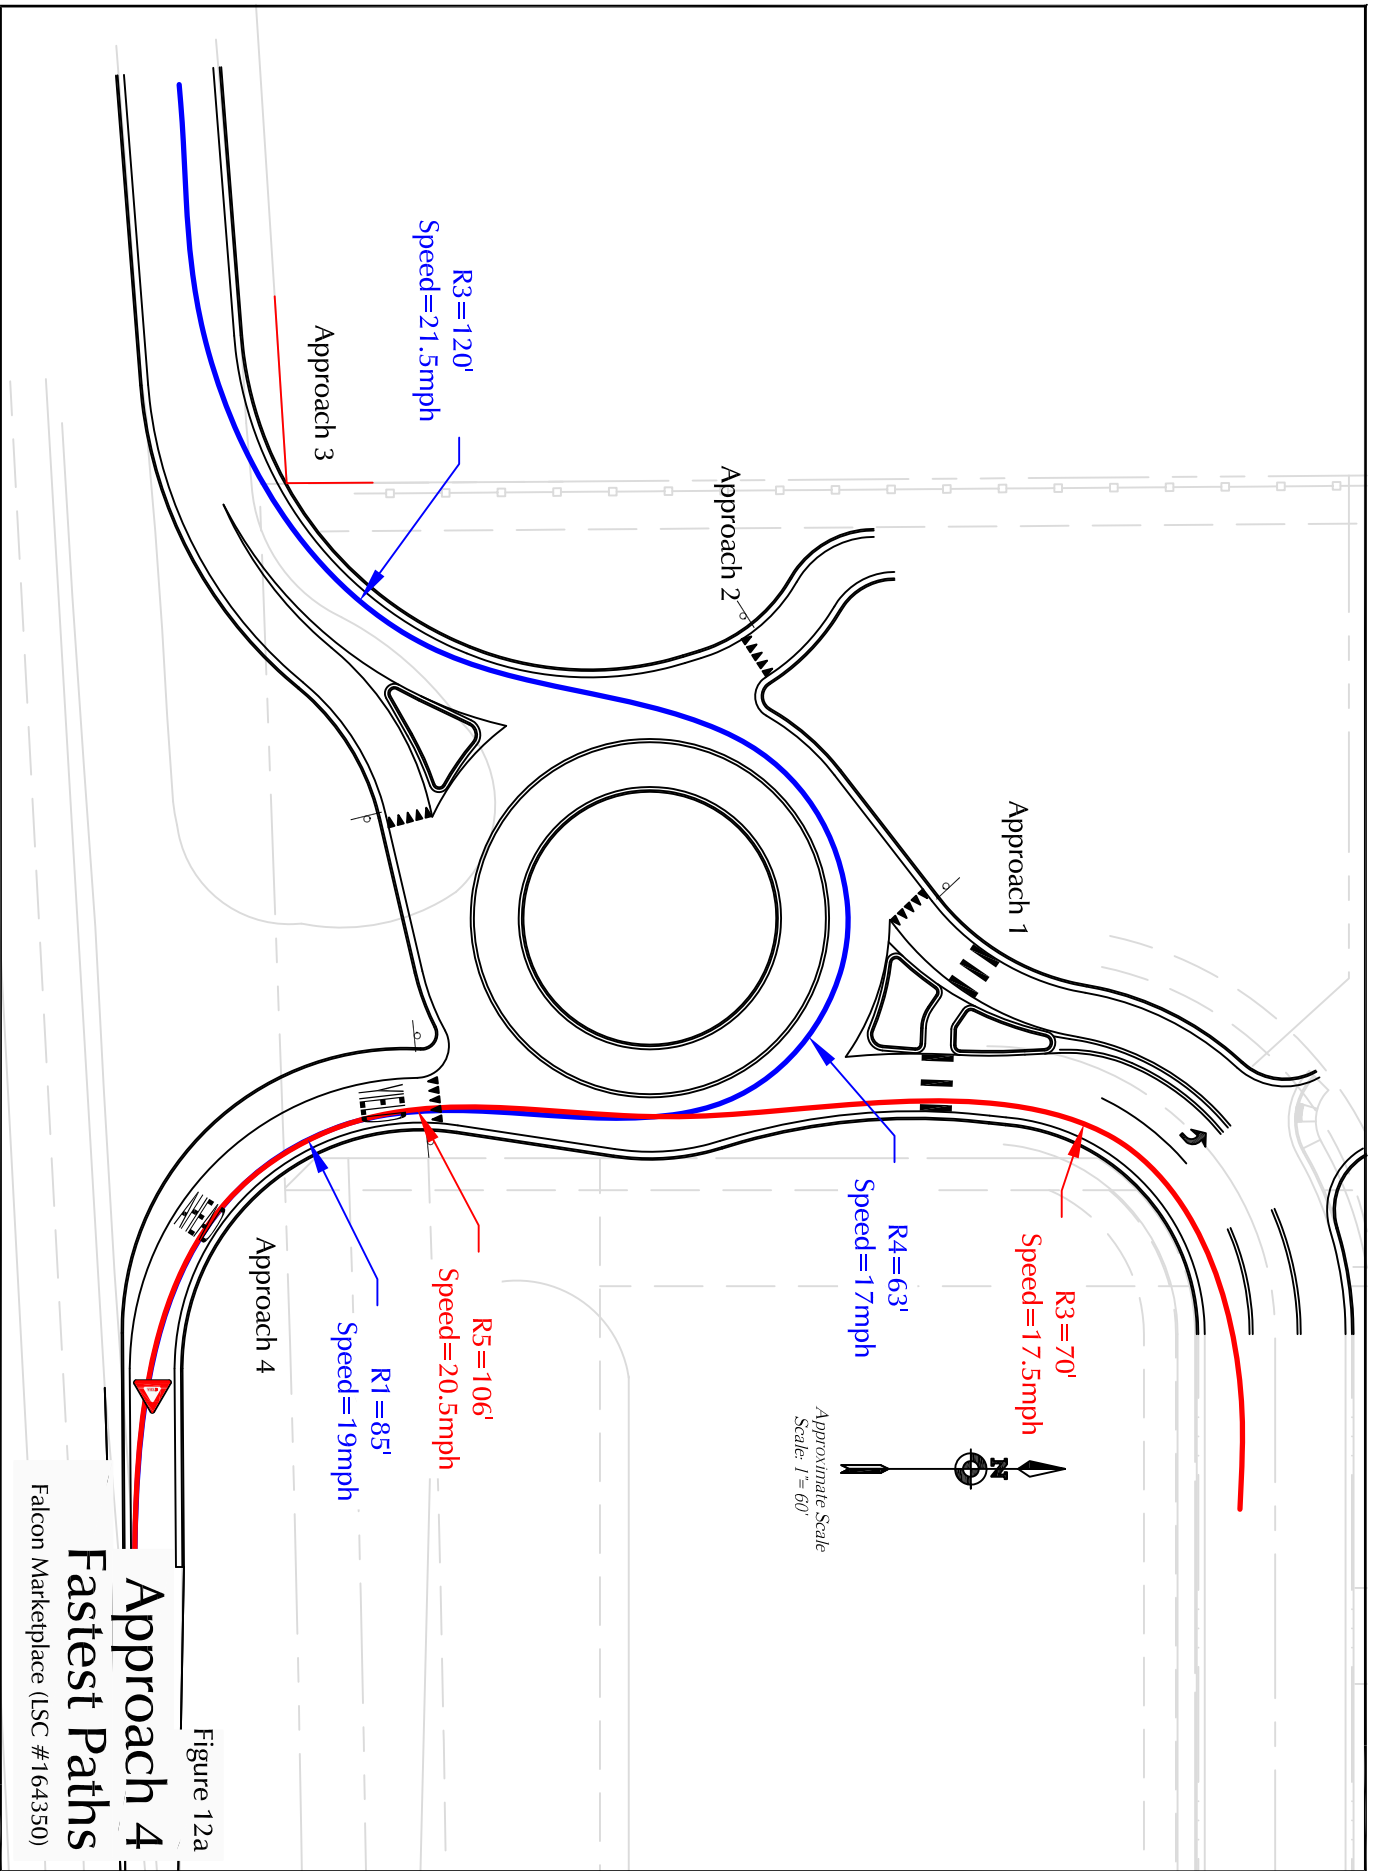 R3=120'
Speed=21.5mph
Approach 3
Approach 2
Approach 1
R3=70'
Speed=17.5mph
R4=63'
Speed=17mph
R5=106'
Speed=20.5mph
R1=85'
Speed=19mph
Approach 4
N
Approximate Scale
Scale: 1"= 60'
Figure 12a
Approach 4
Fastest Paths
Falcon Marketplace (LSC #164350)